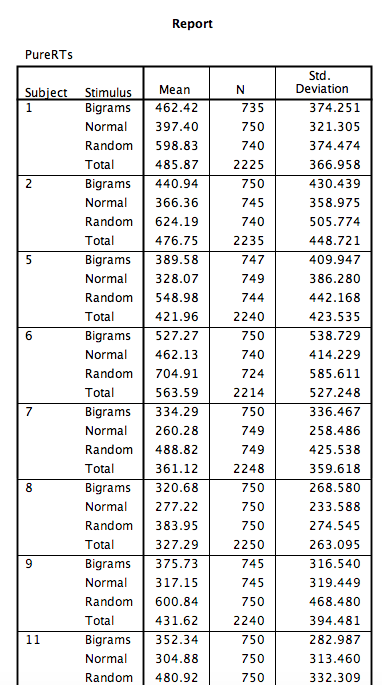 Report
PureRTs
Subject Stimulus Mean N Std. Deviation
1 Bigrams 462.42 735 374.251
Normal 397.40 750 321.305
Random 598.83 740 374.474
Total 485.87 2225 366.958
2 Bigrams 440.94 750 430.439
Normal 366.36 745 358.975
Random 624.19 740 505.774
Total 476.75 2235 448.721
5 Bigrams 389.58 747 409.947
Normal 328.07 749 386.280
Random 548.98 744 442.168
Total 421.96 2240 423.535
6 Bigrams 527.27 750 538.729
Normal 462.13 740 414.229
Random 704.91 724 585.611
Total 563.59 2214 527.248
7 Bigrams 334.29 750 336.467
Normal 260.28 749 258.486
Random 488.82 749 425.538
Total 361.12 2248 359.618
8 Bigrams 320.68 750 268.580
Normal 277.22 750 233.588
Random 383.95 750 274.545
Total 327.29 2250 263.095
9 Bigrams 375.73 745 316.540
Normal 317.15 745 319.449
Random 600.84 750 468.480
Total 431.62 2240 394.481
11 Bigrams 352.34 750 282.987
Normal 304.88 750 313.460
Random 480.92 750 332.309